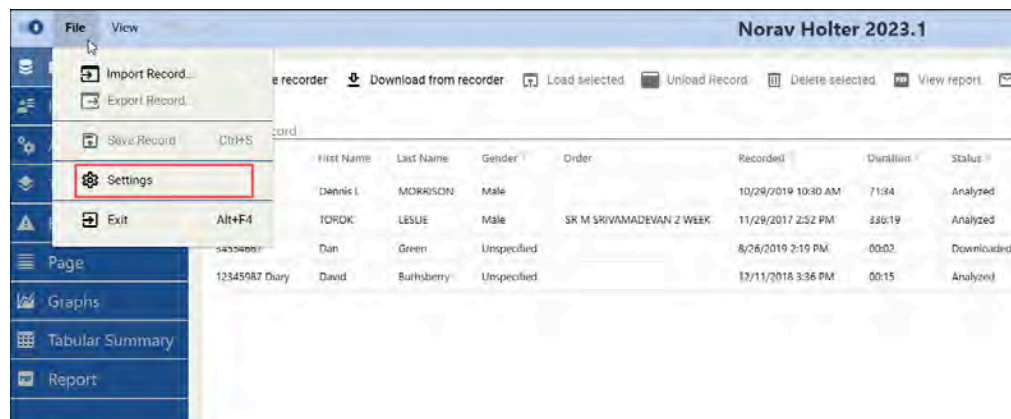 File View Norav Holter 2023.1
Import Record...
Export Record...
Save Record Ctrl+S
Settings
Exit Alt+F4
e recorder Download from recorder Load selected Unload Record Delete selected View report
First Name Last Name Gender Order Recorded Duration Status
Dennis L MORRISON Male 10/29/2019 10:30 AM 71:34 Analyzed
TOROK LESLIE Male SR M SRIVAMADEVAN 2 WEEK 11/29/2017 2:52 PM 336:19 Analyzed
Dan Green Unspecified 8/26/2019 2:19 PM 00:02 Downloaded
12345987 Diary David Burnsberry Unspecified 12/11/2018 3:36 PM 00:15 Analyzed
Page
Graphs
Tabular Summary
Report